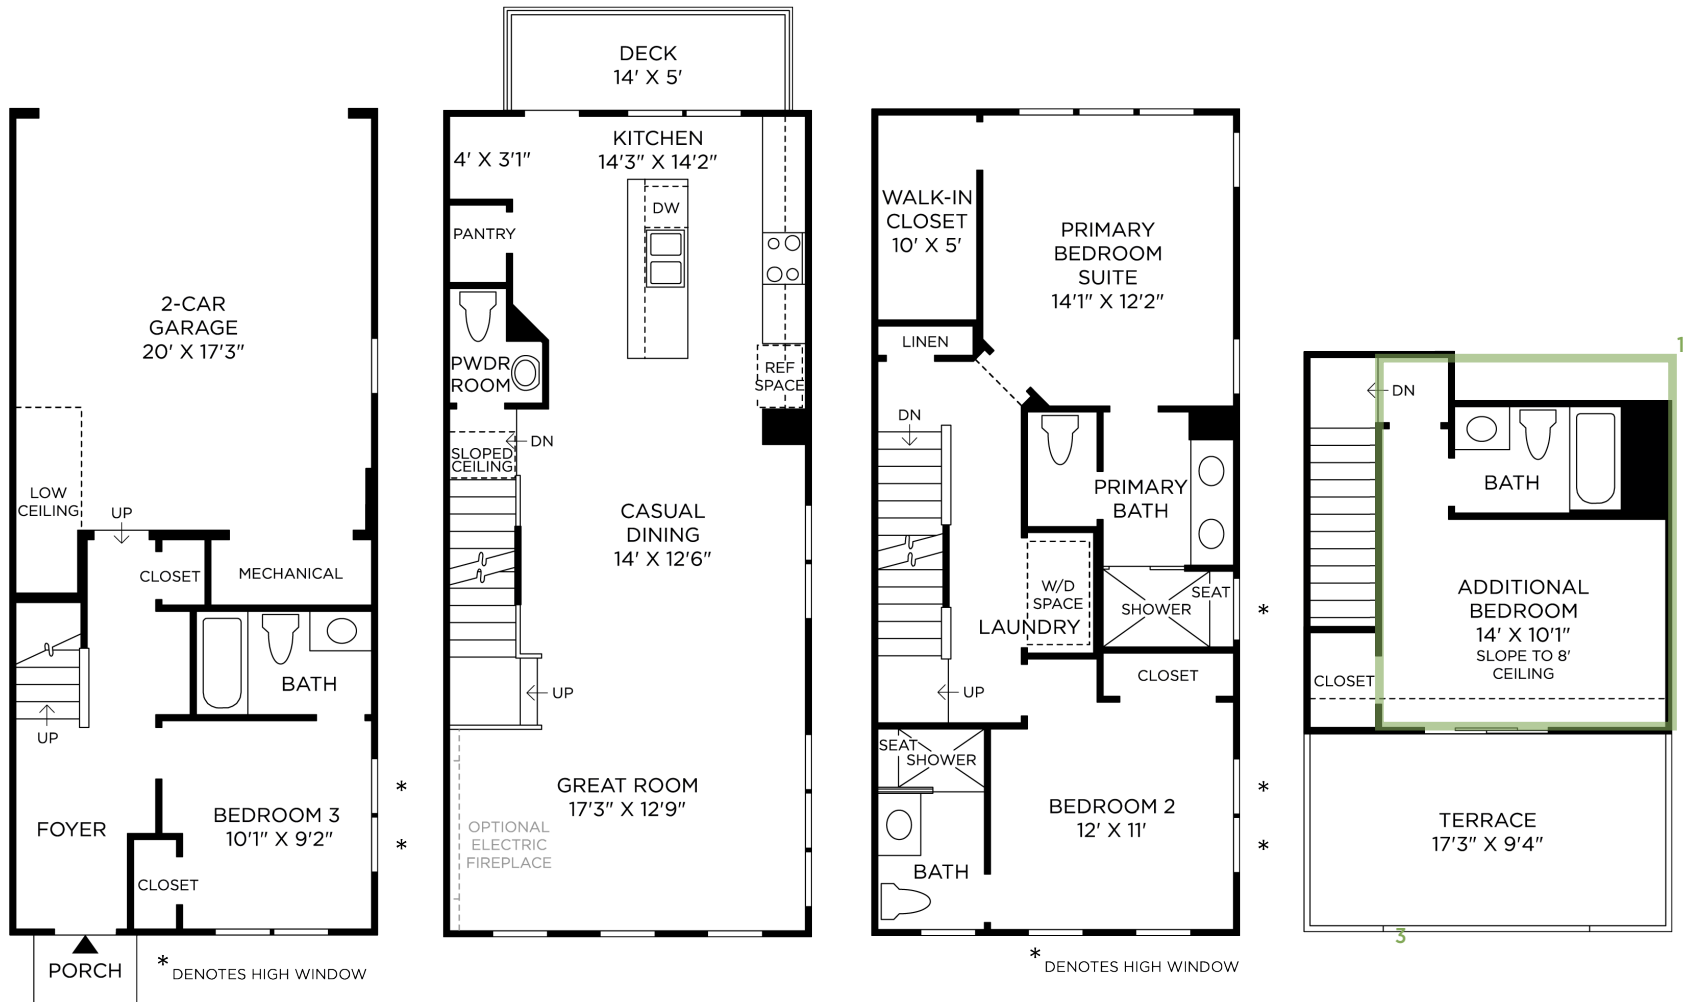 2-CAR
GARAGE
20' X 17'3"
LOW
CEILING
UP
CLOSET
MECHANICAL
BATH
UP
FOYER
BEDROOM 3
10'1" X 9'2"
*
*
CLOSET
PORCH
* DENOTES HIGH WINDOW
DECK
14' X 5'
KITCHEN
14'3" X 14'2"
4' X 3'1"
DW
PANTRY
PWDR
ROOM
REF
SPACE
DN
SLOPED
CEILING
CASUAL
DINING
14' X 12'6"
UP
GREAT ROOM
17'3" X 12'9"
OPTIONAL
ELECTRIC
FIREPLACE
WALK-IN
CLOSET
10' X 5'
PRIMARY
BEDROOM
SUITE
14'1" X 12'2"
LINEN
DN
PRIMARY
BATH
W/D
SPACE
LAUNDRY
SHOWER
SEAT
*
CLOSET
UP
SEAT
SHOWER
BEDROOM 2
12' X 11'
*
*
BATH
* DENOTES HIGH WINDOW
1
DN
BATH
ADDITIONAL
BEDROOM
14' X 10'1"
SLOPE TO 8'
CEILING
CLOSET
TERRACE
17'3" X 9'4"
3